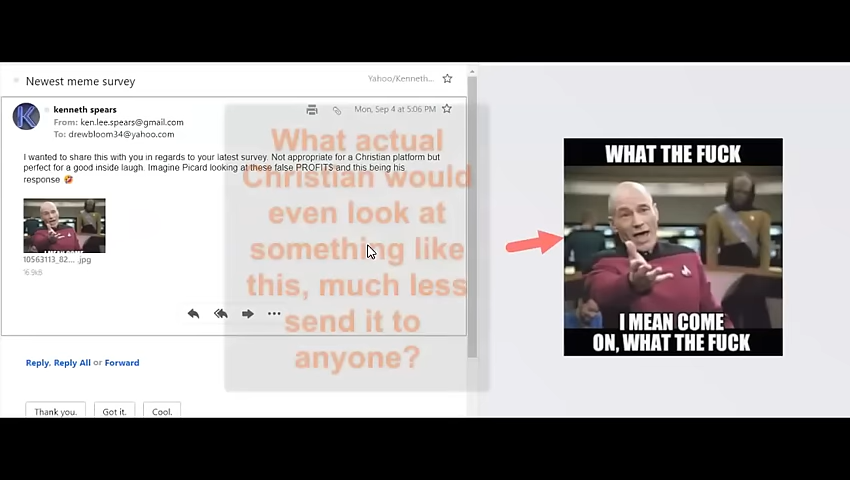 Newest meme survey
Yahoo/Kenneth...
K
kenneth spears
Mon, Sep 4 at 5:06 PM
From: ken.lee.spears@gmail.com
To: drewbloom34@yahoo.com
I wanted to share this with you in regards to your latest survey. Not appropriate for a Christian platform but
perfect for a good inside laugh. Imagine Picard looking at these false PROFITS and this being his
response 🤣
10563113_82... .jpg
16.9kB
What actual
Christian would
even look at
something like
this, much less
send it to
anyone?
Reply, Reply All or Forward
Thank you.
Got it.
Cool.
WHAT THE FUCK
I MEAN COME
ON, WHAT THE FUCK